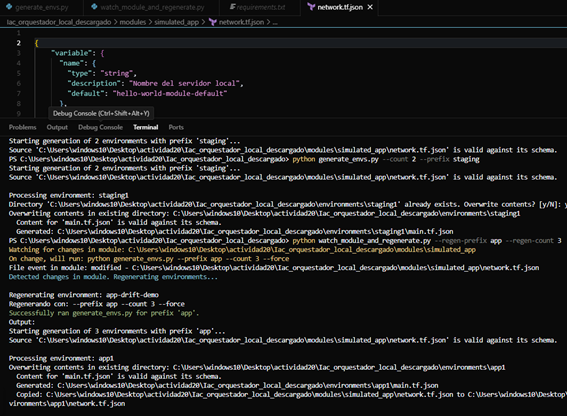 generate_envs.py watch_module_and_regenerate.py requirements.txt network.tf.json ×
Iac_orquestador_local_descargado > modules > simulated_app > network.tf.json > ...
1
2 {
3 "variable": {
4 "name": {
5 "type": "string",
6 "description": "Nombre del servidor local",
7 "default": "hello-world-module-default"
8 },
Debug Console (Ctrl+Shift+Alt+Y)
Problems Output Debug Console Terminal Ports
Starting generation of 2 environments with prefix 'staging'...
Source 'C:\Users\windows10\Desktop\actividad20\Iac_orquestador_local_descargado\modules\simulated_app\network.tf.json' is valid against its schema.
PS C:\Users\windows10\Desktop\actividad20\Iac_orquestador_local_descargado> python generate_envs.py --count 2 --prefix staging
Starting generation of 2 environments with prefix 'staging'...
Source 'C:\Users\windows10\Desktop\actividad20\Iac_orquestador_local_descargado\modules\simulated_app\network.tf.json' is valid against its schema.
Processing environment: staging1
Directory 'C:\Users\windows10\Desktop\actividad20\Iac_orquestador_local_descargado\environments\staging1' already exists. Overwrite contents? [y/N]: y
Overwriting contents in existing directory: C:\Users\windows10\Desktop\actividad20\Iac_orquestador_local_descargado\environments\staging1
Content for 'main.tf.json' is valid against its schema.
Generated: C:\Users\windows10\Desktop\actividad20\Iac_orquestador_local_descargado\environments\staging1\main.tf.json
PS C:\Users\windows10\Desktop\actividad20\Iac_orquestador_local_descargado> python watch_module_and_regenerate.py --regen-prefix app --regen-count 3
Watching for changes in module: C:\Users\windows10\Desktop\actividad20\Iac_orquestador_local_descargado\modules\simulated_app
On change, will run: python generate_envs.py --prefix app --count 3 --force
File event in module: modified - C:\Users\windows10\Desktop\actividad20\Iac_orquestador_local_descargado\modules\simulated_app\network.tf.json
Detected changes in module. Regenerating environments...
Regenerating environment: app-drift-demo
Regenerando con: --prefix app --count 3 --force
Successfully ran generate_envs.py for prefix 'app'.
Output:
Starting generation of 3 environments with prefix 'app'...
Source 'C:\Users\windows10\Desktop\actividad20\Iac_orquestador_local_descargado\modules\simulated_app\network.tf.json' is valid against its schema.
Processing environment: app1
Overwriting contents in existing directory: C:\Users\windows10\Desktop\actividad20\Iac_orquestador_local_descargado\environments\app1
Content for 'main.tf.json' is valid against its schema.
Generated: C:\Users\windows10\Desktop\actividad20\Iac_orquestador_local_descargado\environments\app1\main.tf.json
Copied: C:\Users\windows10\Desktop\actividad20\Iac_orquestador_local_descargado\modules\simulated_app\network.tf.json to C:\Users\windows10\Desktop\actividad20\Iac_orquestador_local_descargado\en
vironments\app1\network.tf.json